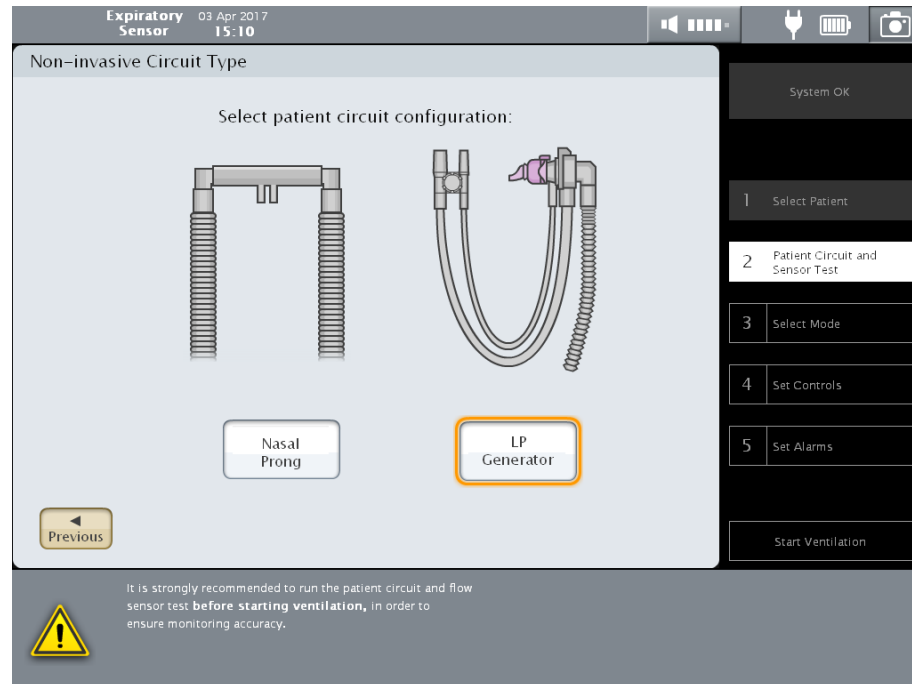 Expiratory 03 Apr 2017
Sensor 15:10
Non-invasive Circuit Type
Select patient circuit configuration:
Nasal
Prong
LP
Generator
Previous
System OK
1 Select Patient
2 Patient Circuit and
Sensor Test
3 Select Mode
4 Set Controls
5 Set Alarms
Start Ventilation
It is strongly recommended to run the patient circuit and flow
sensor test before starting ventilation, in order to
ensure monitoring accuracy.